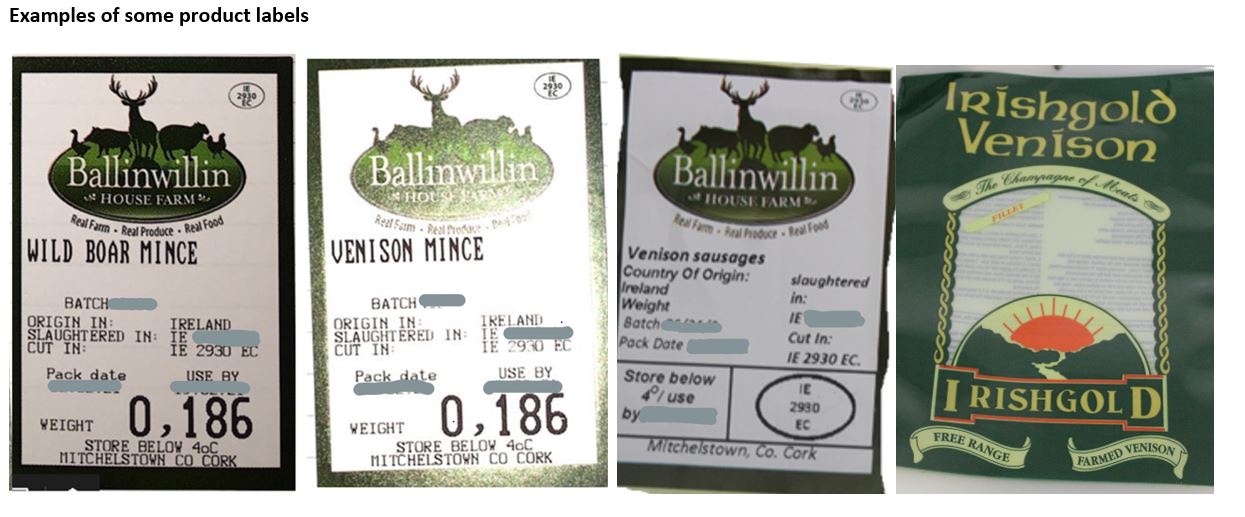 Examples of some product labels
IE
2930
EC
Ballinwillin
HOUSE FARM
Real Farm - Real Produce - Real Food
WILD BOAR MINCE
BATCH
ORIGIN IN: IRELAND
SLAUGHTERED IN: IE
CUT IN: IE 2930 EC
Pack date USE BY
WEIGHT 0,186
STORE BELOW 4oC
MITCHELSTOWN CO CORK
IE
2930
EC
Ballinwillin
HOUSE FARM
Real Farm - Real Produce - Real Food
VENISON MINCE
BATCH
ORIGIN IN: IRELAND
SLAUGHTERED IN: IE
CUT IN: IE 2930 EC
Pack date USE BY
WEIGHT 0,186
STORE BELOW 4oC
MITCHELSTOWN CO CORK
IE
2930
EC
Ballinwillin
HOUSE FARM
Real Farm - Real Produce - Real Food
Venison sausages
Country Of Origin:
Ireland
Weight
Batch
Pack Date
slaughtered
in:
IE
Cut In:
IE 2930 EC.
Store below
4º/ use
by
IE
2930
EC
Mitchelstown, Co. Cork
Irishgold
Venison
The Champagne of Meats
FILLET
IRISHGOLD
FREE RANGE
FARMED VENISON